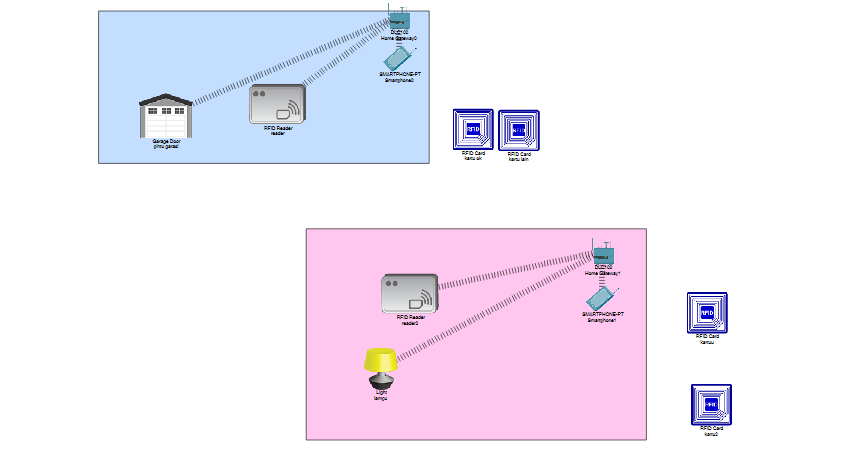 DLC100
Home Gateway0
SMARTPHONE-PT
Smartphone0
Garage Door
pintu garasi
RFID Reader
reader
RFID
RFID Card
kartu ok
RFID
RFID Card
kartu lain
DLC100
Home Gateway1
SMARTPHONE-PT
Smartphone1
RFID Reader
reader2
Light
lampu
RFID
RFID Card
kartuu
RFID
RFID Card
kartu2